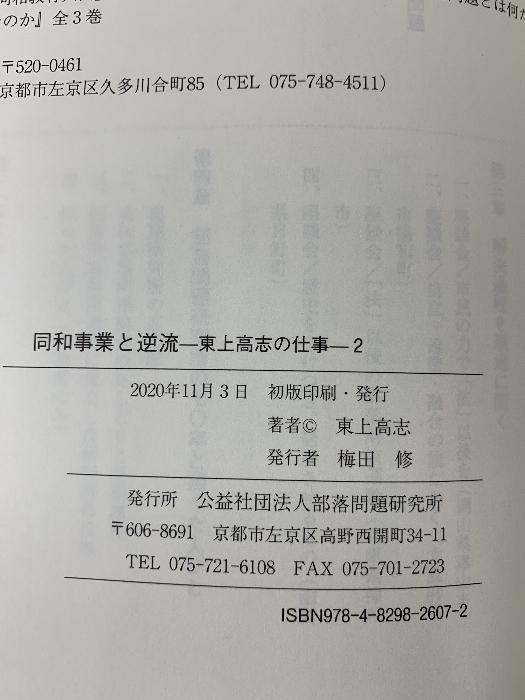 のか』全3巻
とは何か
〒520-0461
京都市左京区久多川合町85（TEL 075-748-4511）
同和事業と逆流―東上高志の仕事―2
2020年11月3日　初版印刷・発行
著者©　東上高志
発行者　梅田　修
発行所　公益社団法人部落問題研究所
〒606-8691　京都市左京区高野西開町34-11
TEL 075-721-6108　FAX 075-701-2723
ISBN978-4-8298-2607-2